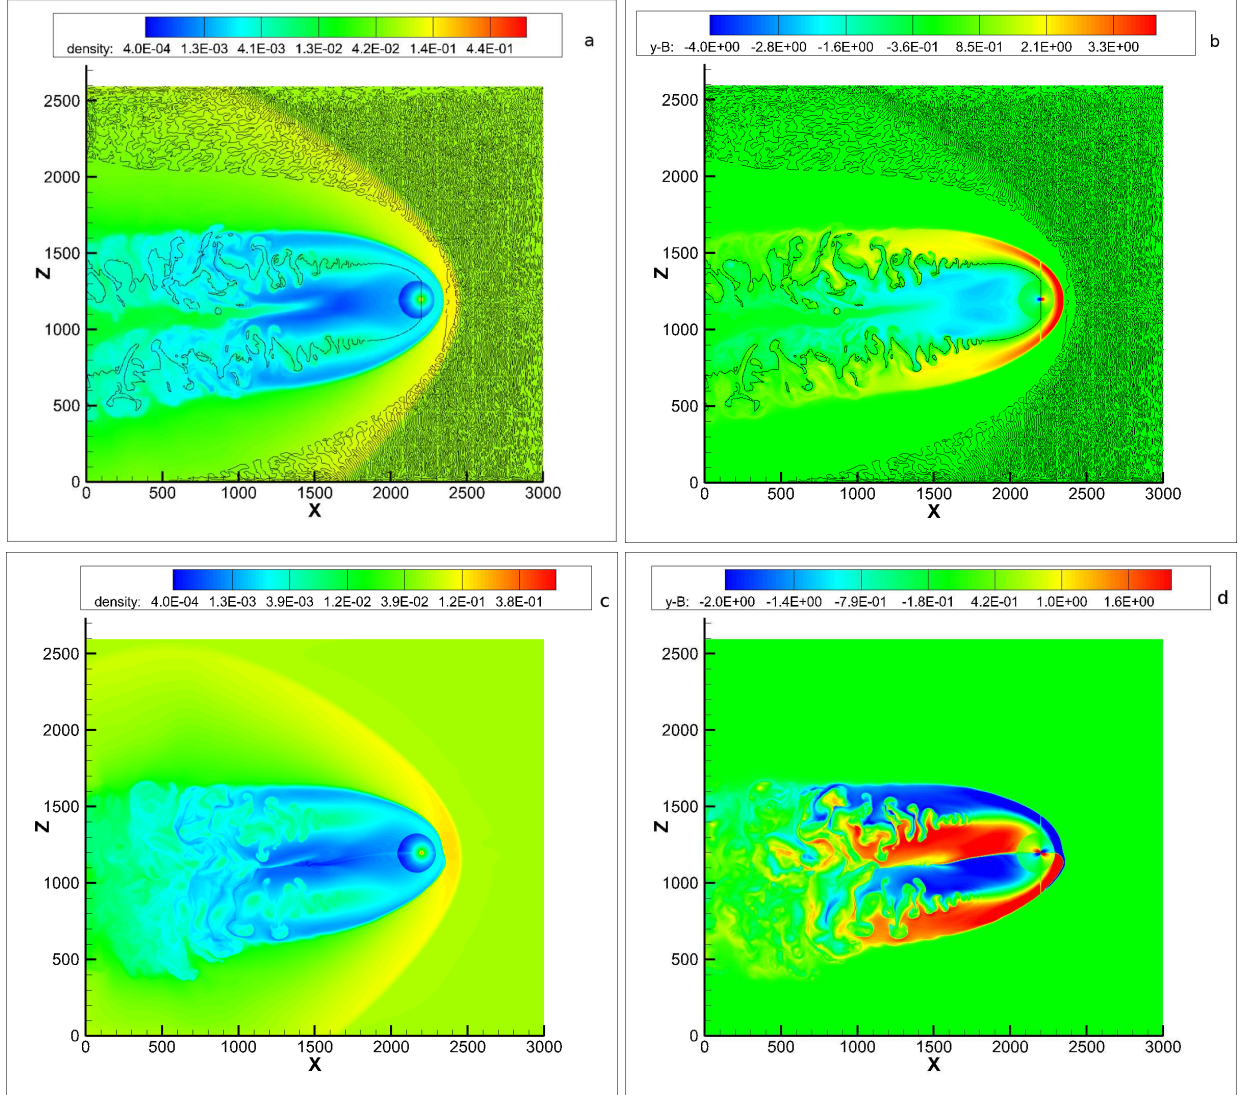 density: 4.0E-04 1.3E-03 4.1E-03 1.3E-02 4.2E-02 1.4E-01 4.4E-01
a
2500
2000
1500
1000
500
0
Z
0 500 1000 1500 2000 2500 3000
X
y-B: -4.0E+00 -2.8E+00 -1.6E+00 -3.6E-01 8.5E-01 2.1E+00 3.3E+00
b
2500
2000
1500
1000
500
0
Z
0 500 1000 1500 2000 2500 3000
X
density: 4.0E-04 1.3E-03 3.9E-03 1.2E-02 3.9E-02 1.2E-01 3.8E-01
c
2500
2000
1500
1000
500
0
Z
0 500 1000 1500 2000 2500 3000
X
y-B: -2.0E+00 -1.4E+00 -7.9E-01 -1.8E-01 4.2E-01 1.0E+00 1.6E+00
d
2500
2000
1500
1000
500
0
Z
0 500 1000 1500 2000 2500 3000
X